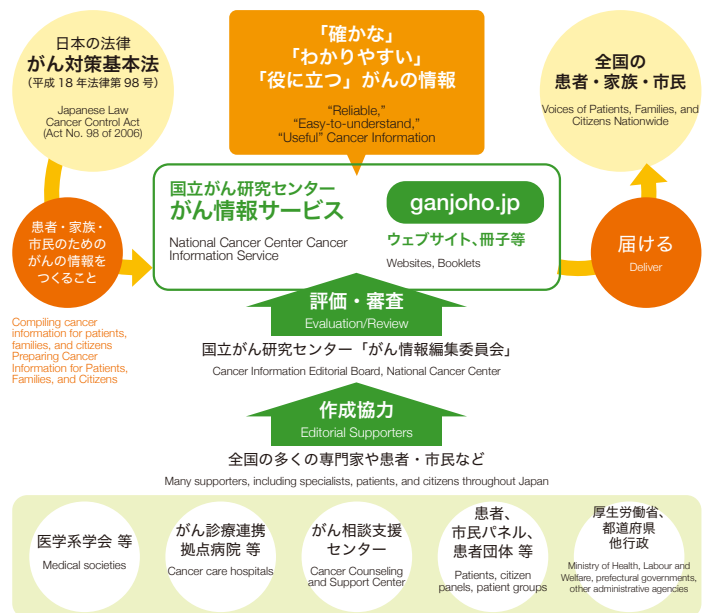 日本の法律
がん対策基本法
（平成 18 年法律第 98 号）
Japanese Law
Cancer Control Act
(Act No. 98 of 2006)
「確かな」
「わかりやすい」
「役に立つ」がんの情報
“Reliable,”
“Easy-to-understand,”
“Useful” Cancer Information
全国の
患者・家族・市民
Voices of Patients, Families, and
Citizens Nationwide
患者・家族・
市民のための
がんの情報を
つくること
Compiling cancer
information for patients,
families, and citizens
Preparing Cancer
Information for Patients,
Families, and Citizens
国立がん研究センター
がん情報サービス
National Cancer Center Cancer
Information Service
ganjoho.jp
ウェブサイト、冊子等
Websites, Booklets
届ける
Deliver
評価・審査
Evaluation/Review
国立がん研究センター「がん情報編集委員会」
Cancer Information Editorial Board, National Cancer Center
作成協力
Editorial Supporters
全国の多くの専門家や患者・市民など
Many supporters, including specialists, patients, and citizens throughout Japan
医学系学会 等
Medical societies
がん診療連携
拠点病院 等
Cancer care hospitals
がん相談支援
センター
Cancer Counseling
and Support Center
患者、
市民パネル、
患者団体 等
Patients, citizen
panels, patient groups
厚生労働省、
都道府県
他行政
Ministry of Health, Labour and
Welfare, prefectural governments,
other administrative agencies